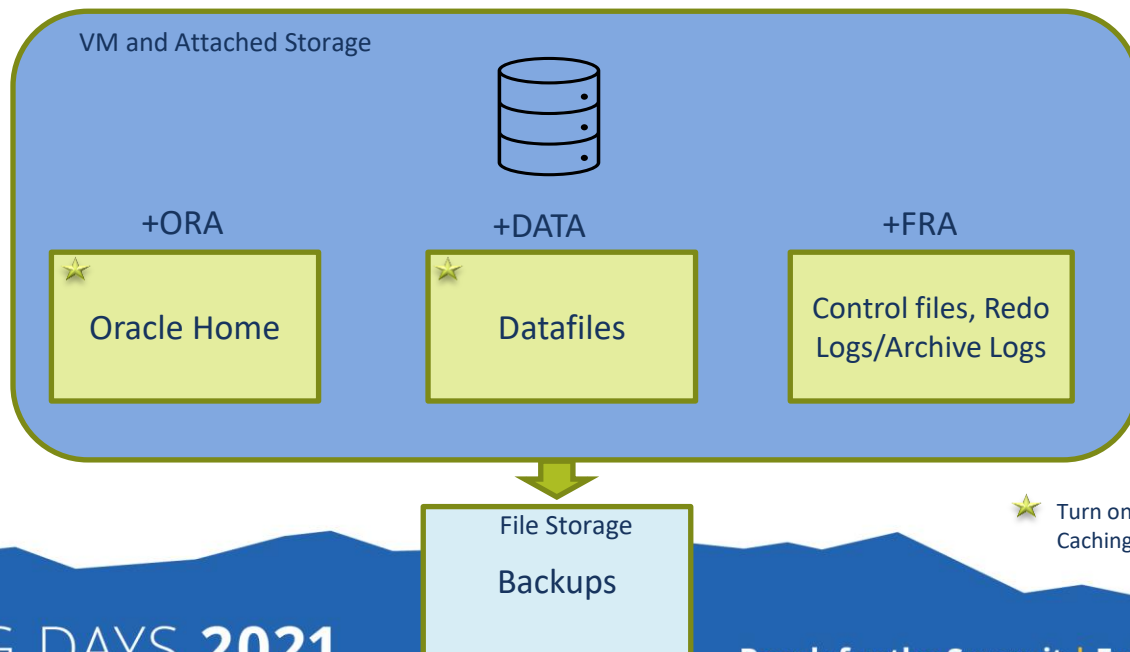 VM and Attached Storage
+ORA
+DATA
+FRA
Oracle Home
Datafiles
Control files, Redo
Logs/Archive Logs
Turn on
Caching
File Storage
Backups
DAYS 2021